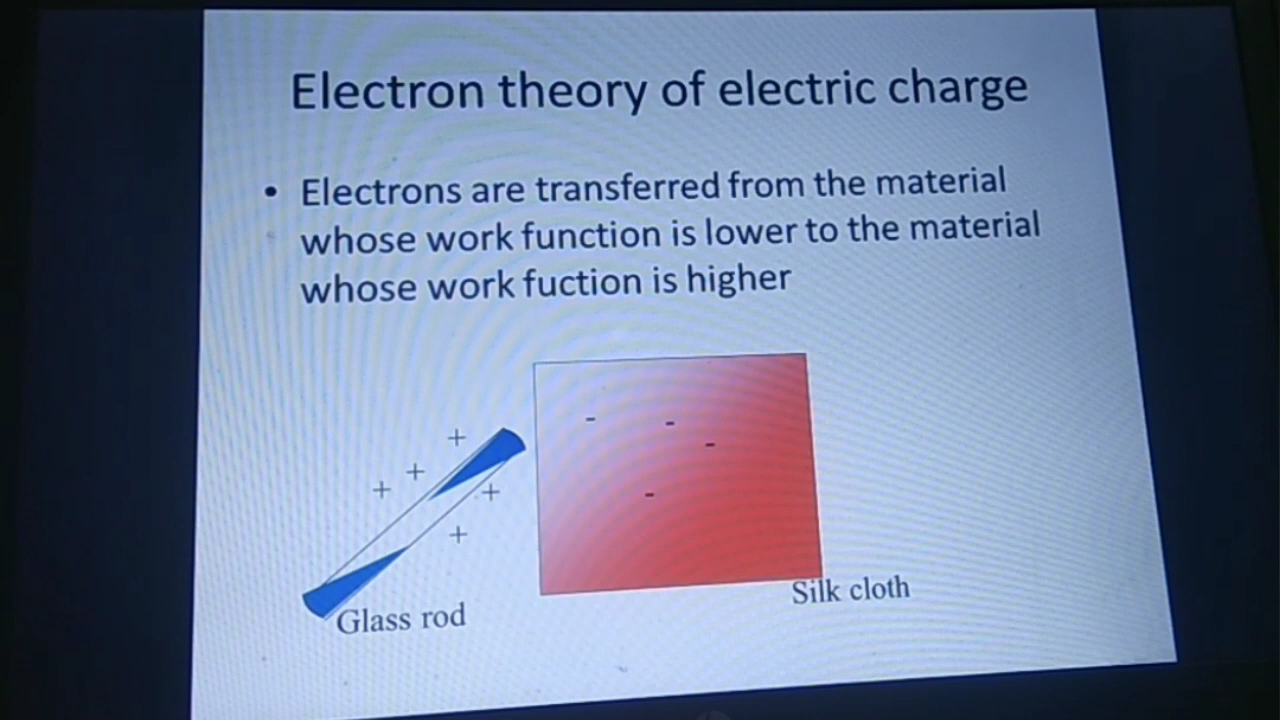 Electron theory of electric charge
• Electrons are transferred from the material
whose work function is lower to the material
whose work fuction is higher
+
+
+
+
+
-
-
-
-
Glass rod
Silk cloth